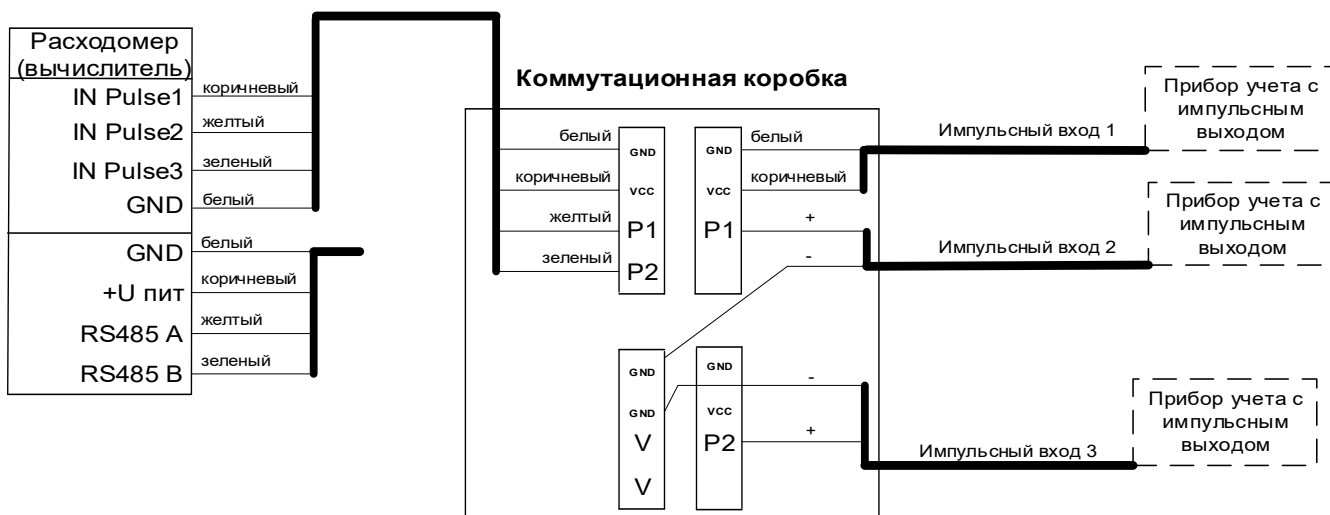 Расходомер
(вычислитель)
IN Pulse1
коричневый
IN Pulse2
желтый
IN Pulse3
зеленый
GND
белый
GND
белый
+U пит
коричневый
RS485 A
желтый
RS485 B
зеленый
Коммутационная коробка
белый
GND
коричневый
VCC
желтый
P1
зеленый
P2
GND
белый
VCC
коричневый
P1
+
-
GND
GND
V
V
GND
-
VCC
P2
+
Импульсный вход 1
Прибор учета с
импульсным
выходом
Импульсный вход 2
Прибор учета с
импульсным
выходом
Импульсный вход 3
Прибор учета с
импульсным
выходом